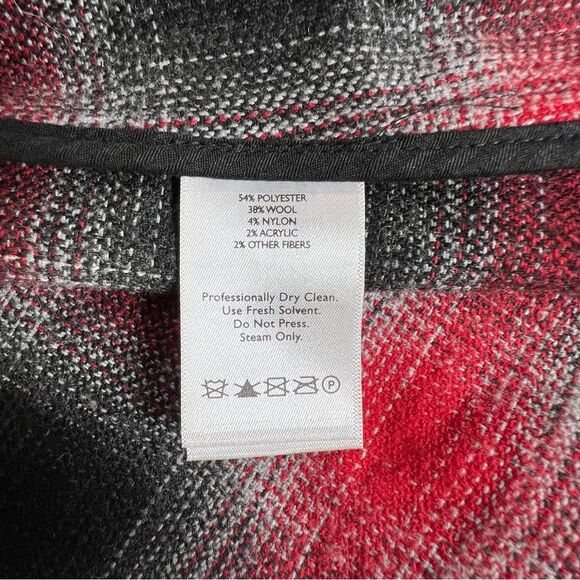 54% POLYESTER
38% WOOL
4% NYLON
2% ACRYLIC
2% OTHER FIBERS
Professionally Dry Clean.
Use Fresh Solvent.
Do Not Press.
Steam Only.
P